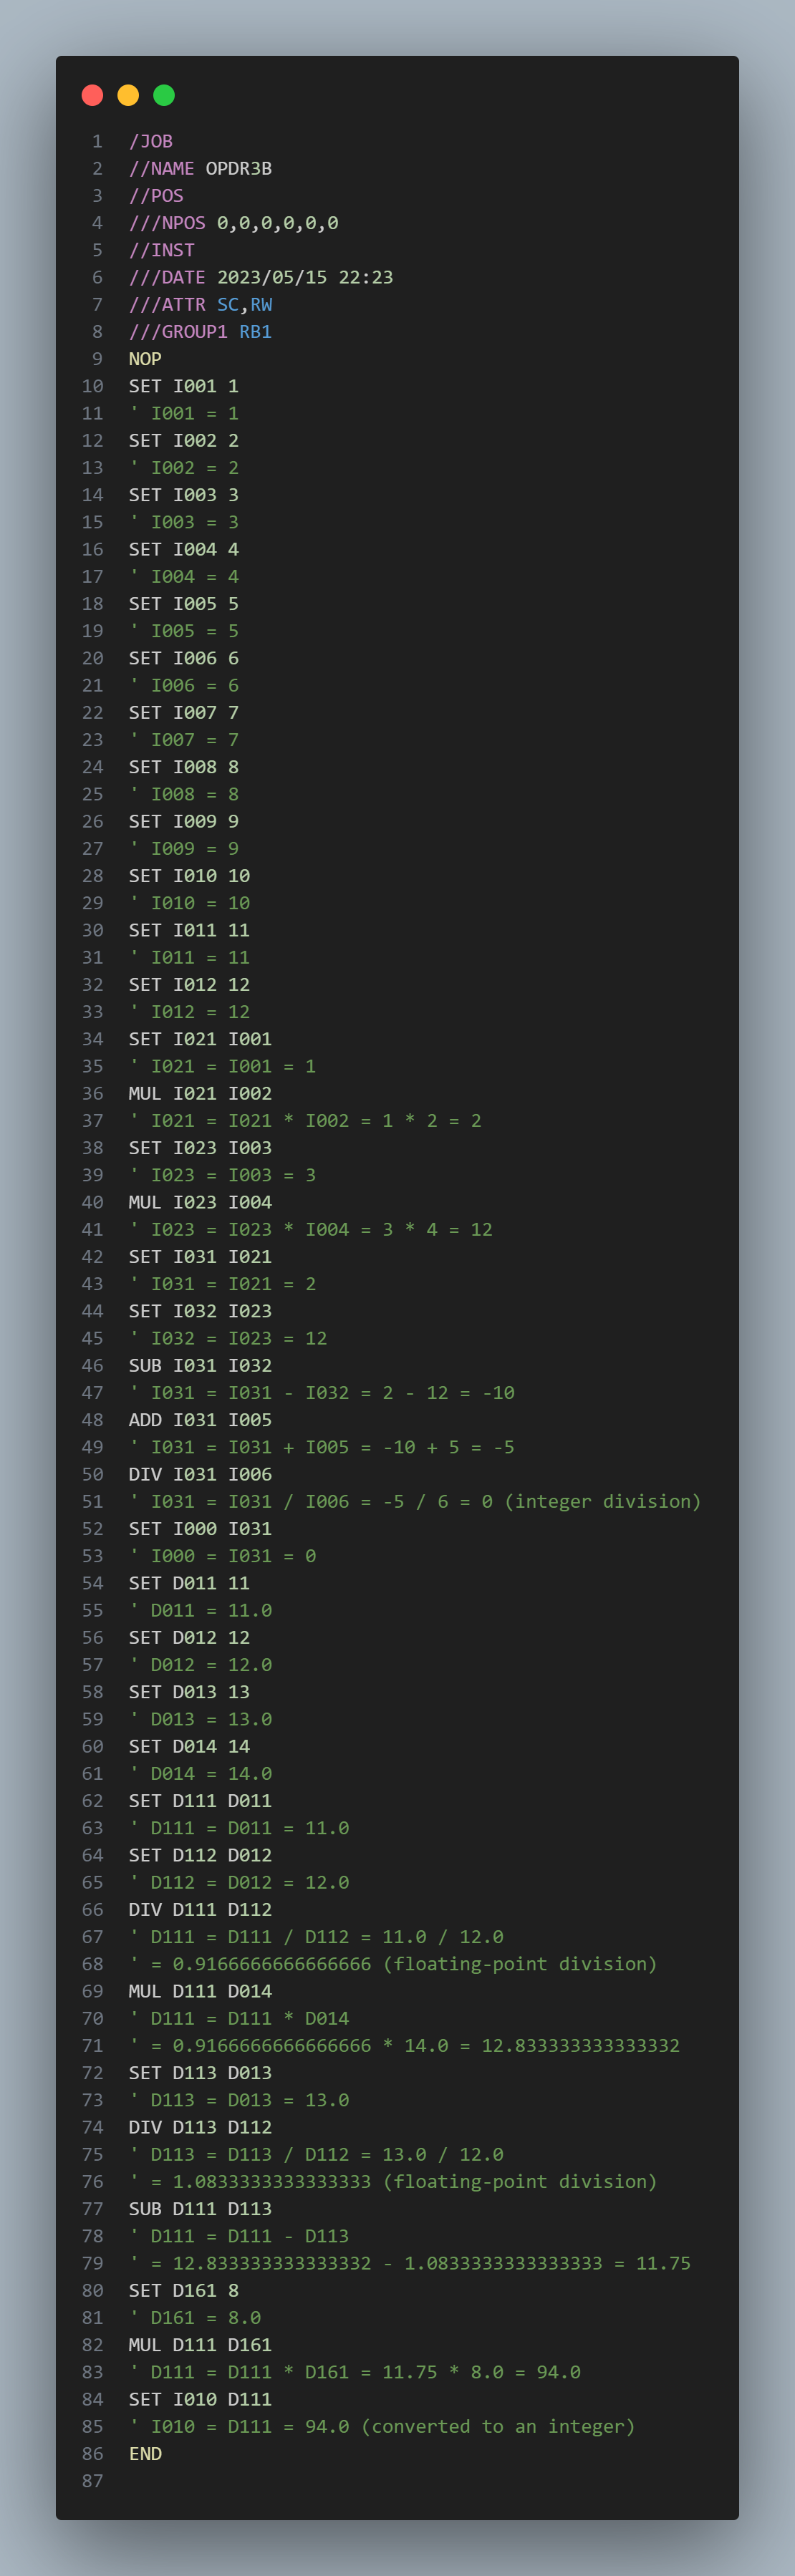 1 /JOB
2 //NAME OPDR3B
3 //POS
4 ///NPOS 0,0,0,0,0,0
5 //INST
6 ///DATE 2023/05/15 22:23
7 ///ATTR SC,RW
8 ///GROUP1 RB1
9 NOP
10 SET I001 1
11 ' I001 = 1
12 SET I002 2
13 ' I002 = 2
14 SET I003 3
15 ' I003 = 3
16 SET I004 4
17 ' I004 = 4
18 SET I005 5
19 ' I005 = 5
20 SET I006 6
21 ' I006 = 6
22 SET I007 7
23 ' I007 = 7
24 SET I008 8
25 ' I008 = 8
26 SET I009 9
27 ' I009 = 9
28 SET I010 10
29 ' I010 = 10
30 SET I011 11
31 ' I011 = 11
32 SET I012 12
33 ' I012 = 12
34 SET I021 I001
35 ' I021 = I001 = 1
36 MUL I021 I002
37 ' I021 = I021 * I002 = 1 * 2 = 2
38 SET I023 I003
39 ' I023 = I003 = 3
40 MUL I023 I004
41 ' I023 = I023 * I004 = 3 * 4 = 12
42 SET I031 I021
43 ' I031 = I021 = 2
44 SET I032 I023
45 ' I032 = I023 = 12
46 SUB I031 I032
47 ' I031 = I031 - I032 = 2 - 12 = -10
48 ADD I031 I005
49 ' I031 = I031 + I005 = -10 + 5 = -5
50 DIV I031 I006
51 ' I031 = I031 / I006 = -5 / 6 = 0 (integer division)
52 SET I000 I031
53 ' I000 = I031 = 0
54 SET D011 11
55 ' D011 = 11.0
56 SET D012 12
57 ' D012 = 12.0
58 SET D013 13
59 ' D013 = 13.0
60 SET D014 14
61 ' D014 = 14.0
62 SET D111 D011
63 ' D111 = D011 = 11.0
64 SET D112 D012
65 ' D112 = D012 = 12.0
66 DIV D111 D112
67 ' D111 = D111 / D112 = 11.0 / 12.0
68 ' = 0.9166666666666666 (floating-point division)
69 MUL D111 D014
70 ' D111 = D111 * D014
71 ' = 0.9166666666666666 * 14.0 = 12.833333333333332
72 SET D113 D013
73 ' D113 = D013 = 13.0
74 DIV D113 D112
75 ' D113 = D113 / D112 = 13.0 / 12.0
76 ' = 1.0833333333333333 (floating-point division)
77 SUB D111 D113
78 ' D111 = D111 - D113
79 ' = 12.833333333333332 - 1.0833333333333333 = 11.75
80 SET D161 8
81 ' D161 = 8.0
82 MUL D111 D161
83 ' D111 = D111 * D161 = 11.75 * 8.0 = 94.0
84 SET I010 D111
85 ' I010 = D111 = 94.0 (converted to an integer)
86 END
87